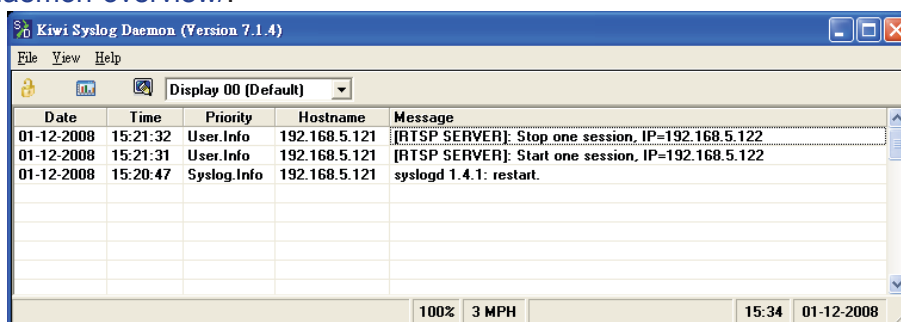 daemon-overview/.
Kiwi Syslog Daemon (Version 7.1.4)
File View Help
Display 00 (Default)
Date Time Priority Hostname Message
01-12-2008 15:21:32 User.Info 192.168.5.121 [RTSP SERVER]: Stop one session, IP=192.168.5.122
01-12-2008 15:21:31 User.Info 192.168.5.121 [RTSP SERVER]: Start one session, IP=192.168.5.122
01-12-2008 15:20:47 Syslog.Info 192.168.5.121 syslogd 1.4.1: restart.
100% 3 MPH 15:34 01-12-2008